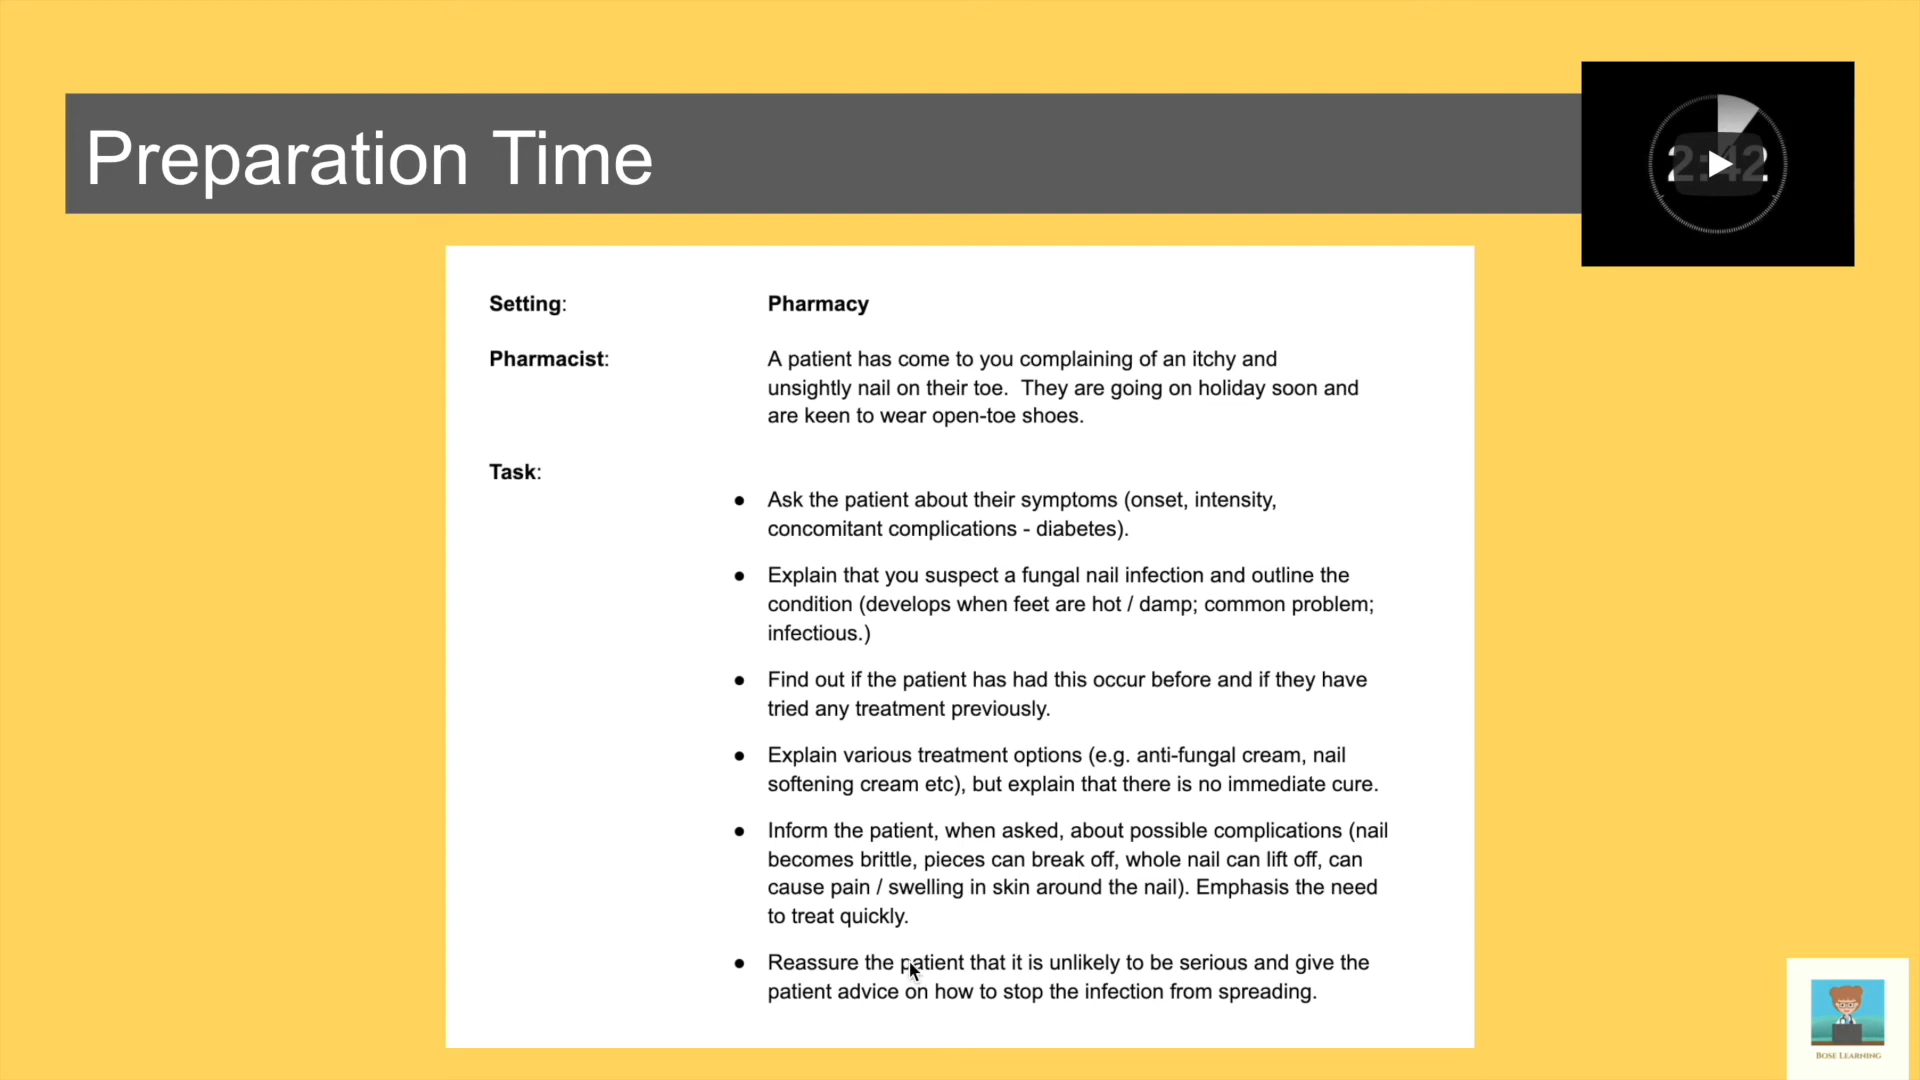 Preparation Time
2:42
Setting: Pharmacy
Pharmacist: A patient has come to you complaining of an itchy and
unsightly nail on their toe. They are going on holiday soon and
are keen to wear open-toe shoes.
Task:
● Ask the patient about their symptoms (onset, intensity,
concomitant complications - diabetes).
● Explain that you suspect a fungal nail infection and outline the
condition (develops when feet are hot / damp; common problem;
infectious.)
● Find out if the patient has had this occur before and if they have
tried any treatment previously.
● Explain various treatment options (e.g. anti-fungal cream, nail
softening cream etc), but explain that there is no immediate cure.
● Inform the patient, when asked, about possible complications (nail
becomes brittle, pieces can break off, whole nail can lift off, can
cause pain / swelling in skin around the nail). Emphasis the need
to treat quickly.
● Reassure the patient that it is unlikely to be serious and give the
patient advice on how to stop the infection from spreading.
BOSE LEARNING